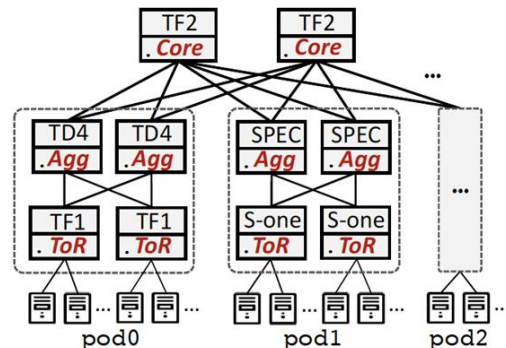 TF2 TF2
.Core .Core
...
TD4 TD4 SPEC SPEC
.Agg .Agg .Agg .Agg
...
TF1 TF1 S-one S-one
.ToR .ToR .ToR .ToR
... ... ... ... ...
pod0 pod1 pod2